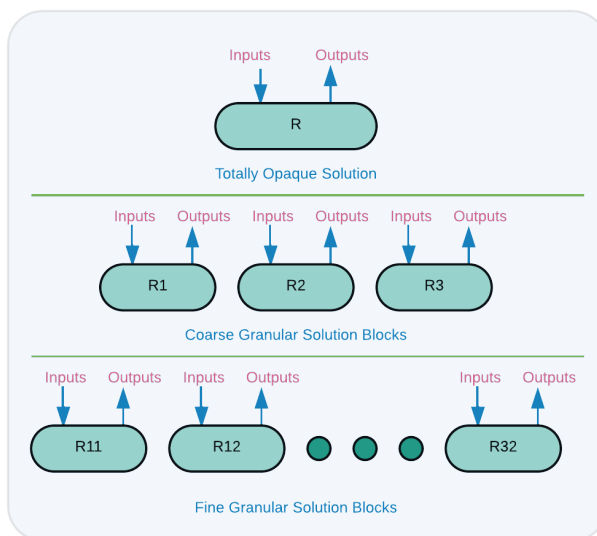 Inputs Outputs
R
Totally Opaque Solution
Inputs Outputs Inputs Outputs Inputs Outputs
R1 R2 R3
Coarse Granular Solution Blocks
Inputs Outputs Inputs Outputs Inputs Outputs
R11 R12 R32
Fine Granular Solution Blocks